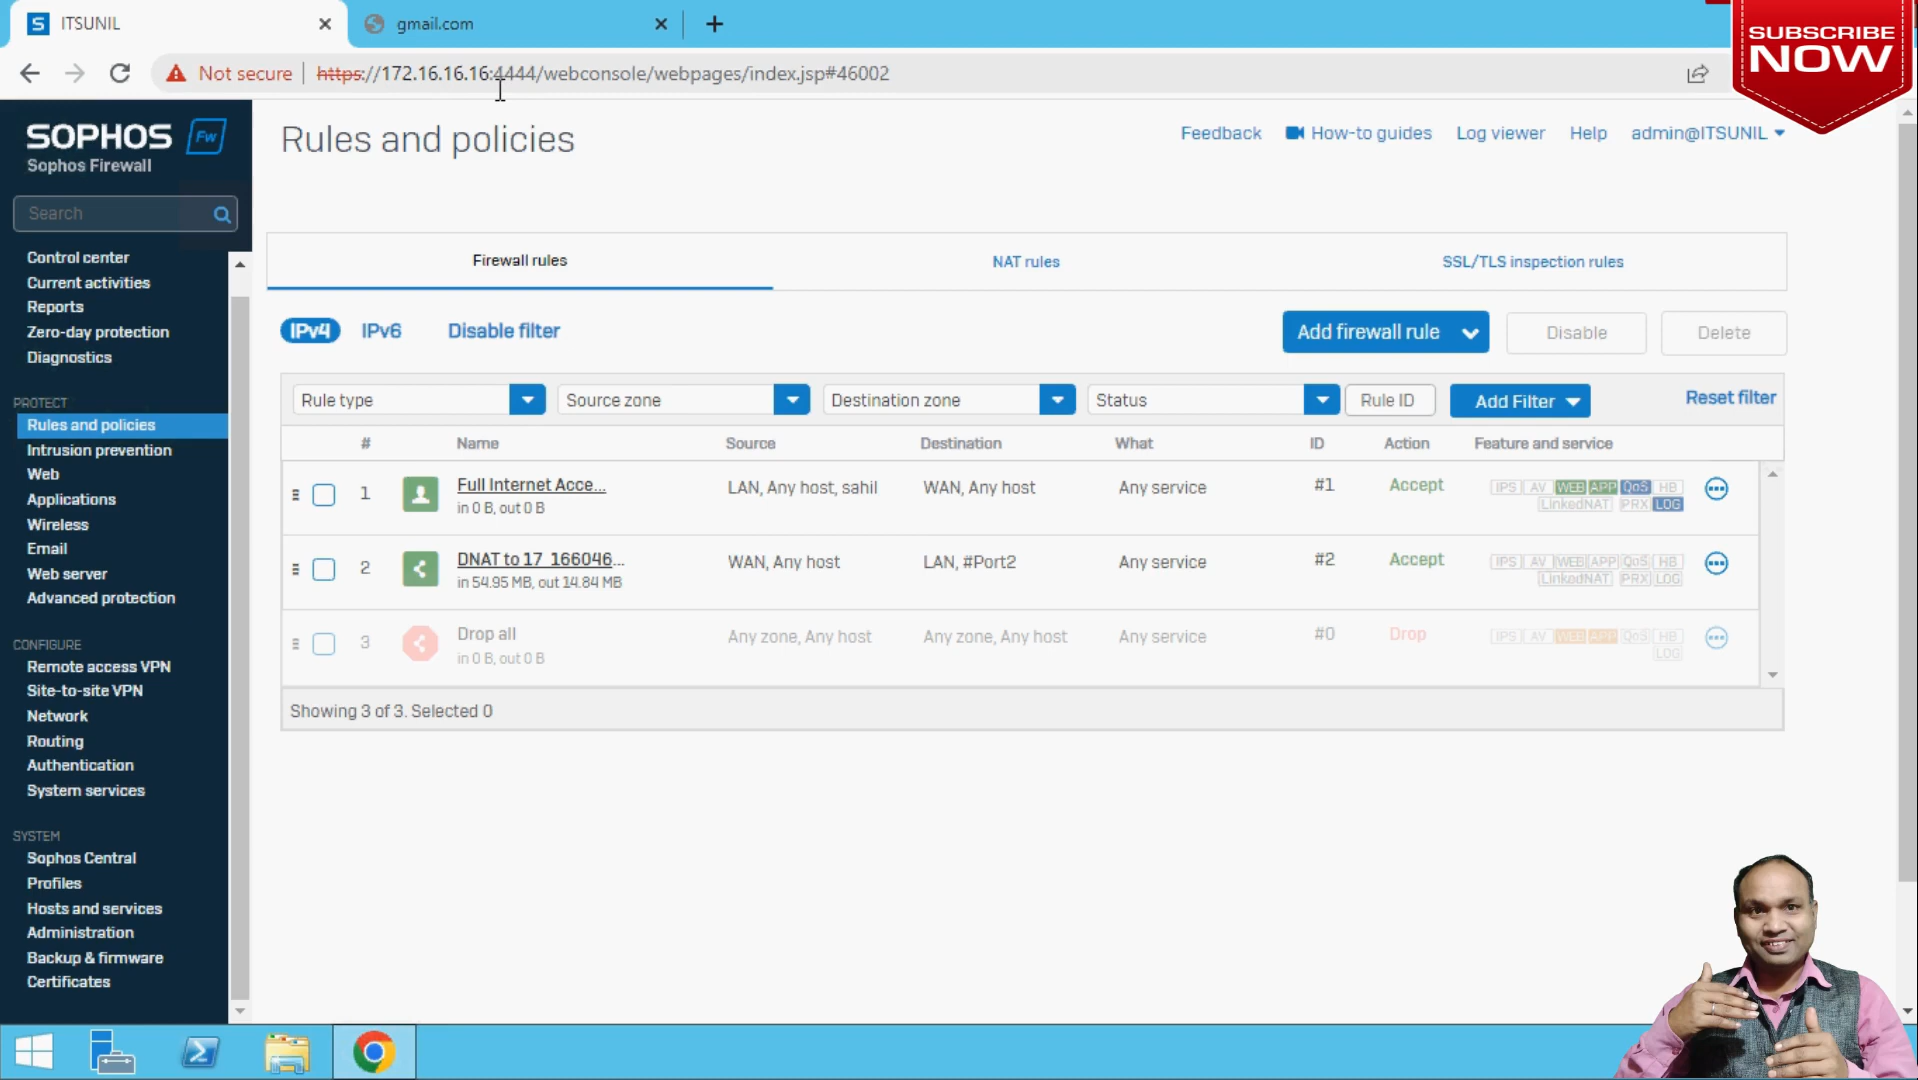 ITSUNIL
gmail.com
SUBSCRIBE
NOW
Not secure
https://172.16.16.16:4444/webconsole/webpages/index.jsp#46002
SOPHOS Fw
Sophos Firewall
Search
Control center
Current activities
Reports
Zero-day protection
Diagnostics
PROTECT
Rules and policies
Intrusion prevention
Web
Applications
Wireless
Email
Web server
Advanced protection
CONFIGURE
Remote access VPN
Site-to-site VPN
Network
Routing
Authentication
System services
SYSTEM
Sophos Central
Profiles
Hosts and services
Administration
Backup & firmware
Certificates
Rules and policies
Feedback How-to guides Log viewer Help admin@ITSUNIL
Firewall rules NAT rules SSL/TLS inspection rules
IPv4 IPv6 Disable filter Add firewall rule Disable Delete
Rule type Source zone Destination zone Status Rule ID Add Filter Reset filter
# Name Source Destination What ID Action Feature and service
1 Full Internet Acce... LAN, Any host, sahil WAN, Any host Any service #1 Accept IPS AV WEB APP QoS HB
in 0 B, out 0 B LinkedNAT PRX LOG
2 DNAT to 17_166046... WAN, Any host LAN, #Port2 Any service #2 Accept IPS AV WEB APP QoS HB
in 54.95 MB, out 14.84 MB LinkedNAT PRX LOG
3 Drop all Any zone, Any host Any zone, Any host Any service #0 Drop IPS AV WEB APP QoS HB
in 0 B, out 0 B LOG
Showing 3 of 3. Selected 0